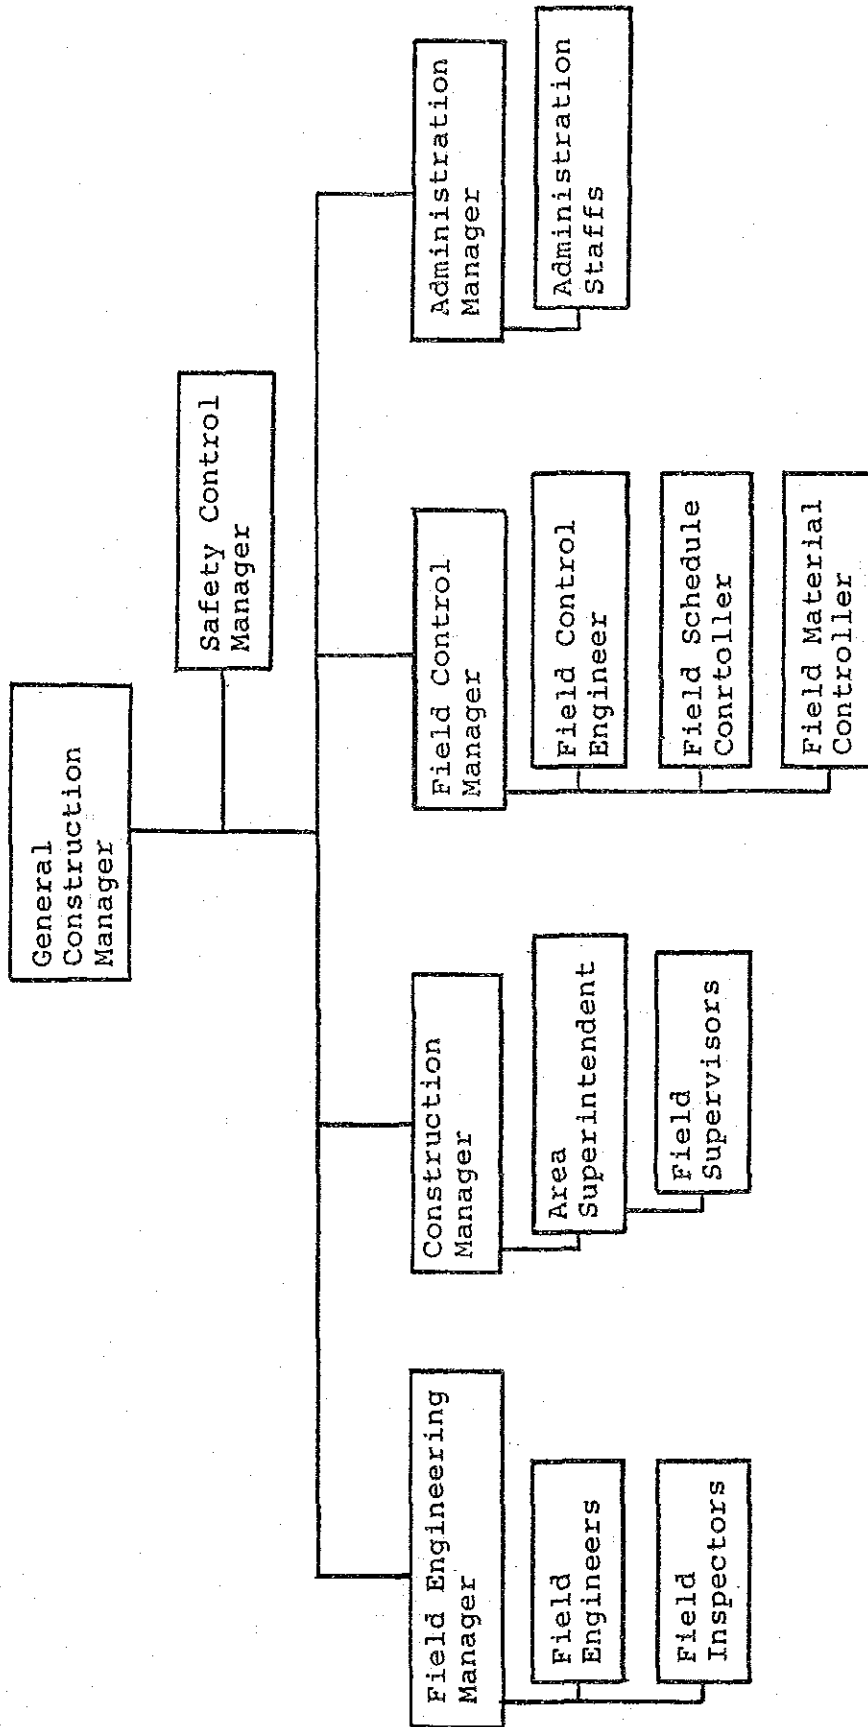 General
Construction
Manager
Safety Control
Manager
Field Engineering
Manager
Field
Engineers
Field
Inspectors
Construction
Manager
Area
Superintendent
Field
Supervisors
Field Control
Manager
Field Control
Engineer
Field Schedule
Conrtoller
Field Material
Controller
Administration
Manager
Administration
Staffs